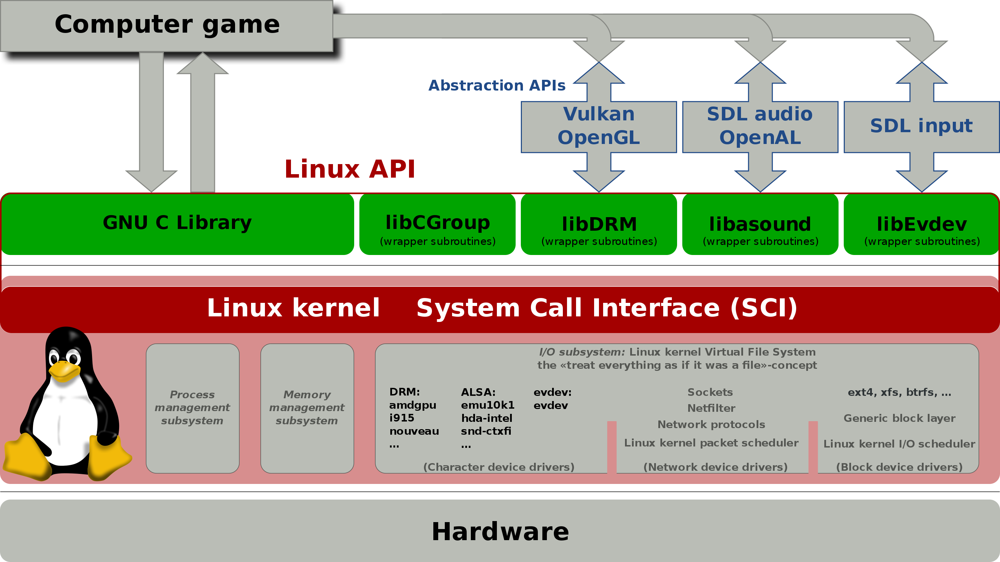 Computer game
Abstraction APIs
Vulkan
OpenGL
SDL audio
OpenAL
SDL input
Linux API
GNU C Library
libCGroup
(wrapper subroutines)
libDRM
(wrapper subroutines)
libasound
(wrapper subroutines)
libEvdev
(wrapper subroutines)
Linux kernel System Call Interface (SCI)
Process
management
subsystem
Memory
management
subsystem
I/O subsystem: Linux kernel Virtual File System
the «treat everything as if it was a file»-concept
DRM:
amdgpu
i915
nouveau
...
ALSA:
emu10k1
hda-intel
snd-ctxfi
...
evdev:
evdev
(Character device drivers)
Sockets
Netfilter
Network protocols
Linux kernel packet scheduler
(Network device drivers)
ext4, xfs, btrfs, ...
Generic block layer
Linux kernel I/O scheduler
(Block device drivers)
Hardware